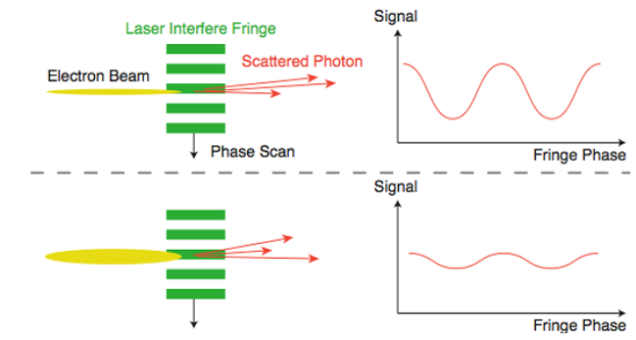 Signal
Laser Interfere Fringe
Scattered Photon
Electron Beam
Phase Scan
Fringe Phase
Signal
Fringe Phase